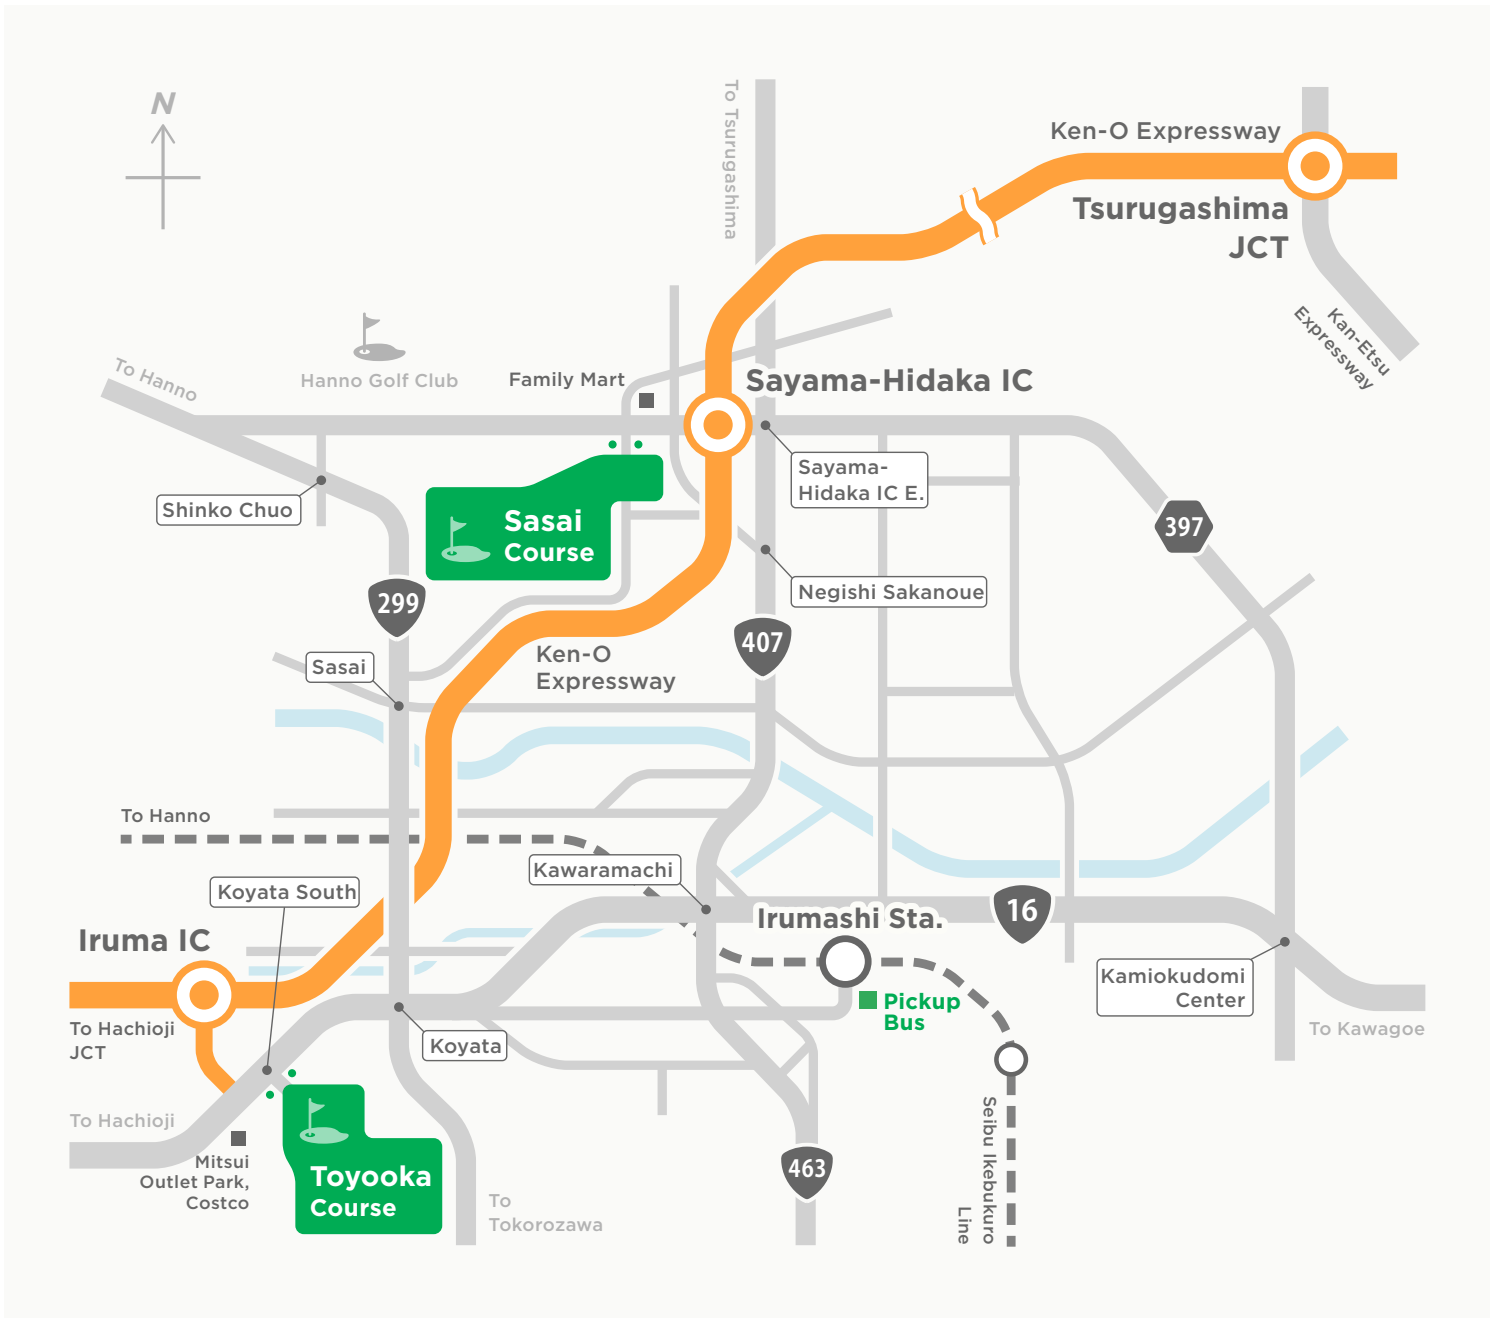 N
To Tsurugashima
Ken-O Expressway
Tsurugashima
JCT
Kan-Etsu
Expressway
To Hanno
Hanno Golf Club
Family Mart
Sayama-Hidaka IC
Sayama-
Hidaka IC E.
Shinko Chuo
Sasai
Course
397
299
Negishi Sakanoue
407
Sasai
Ken-O
Expressway
To Hanno
Kawaramachi
Koyata South
16
Irumashi Sta.
Iruma IC
Kamiokudomi
Center
Pickup
Bus
To Hachioji
JCT
Koyata
To Kawagoe
To Hachioji
Seibu Ikebukuro
Line
Mitsui
Outlet Park,
Costco
Toyooka
Course
463
To
Tokorozawa